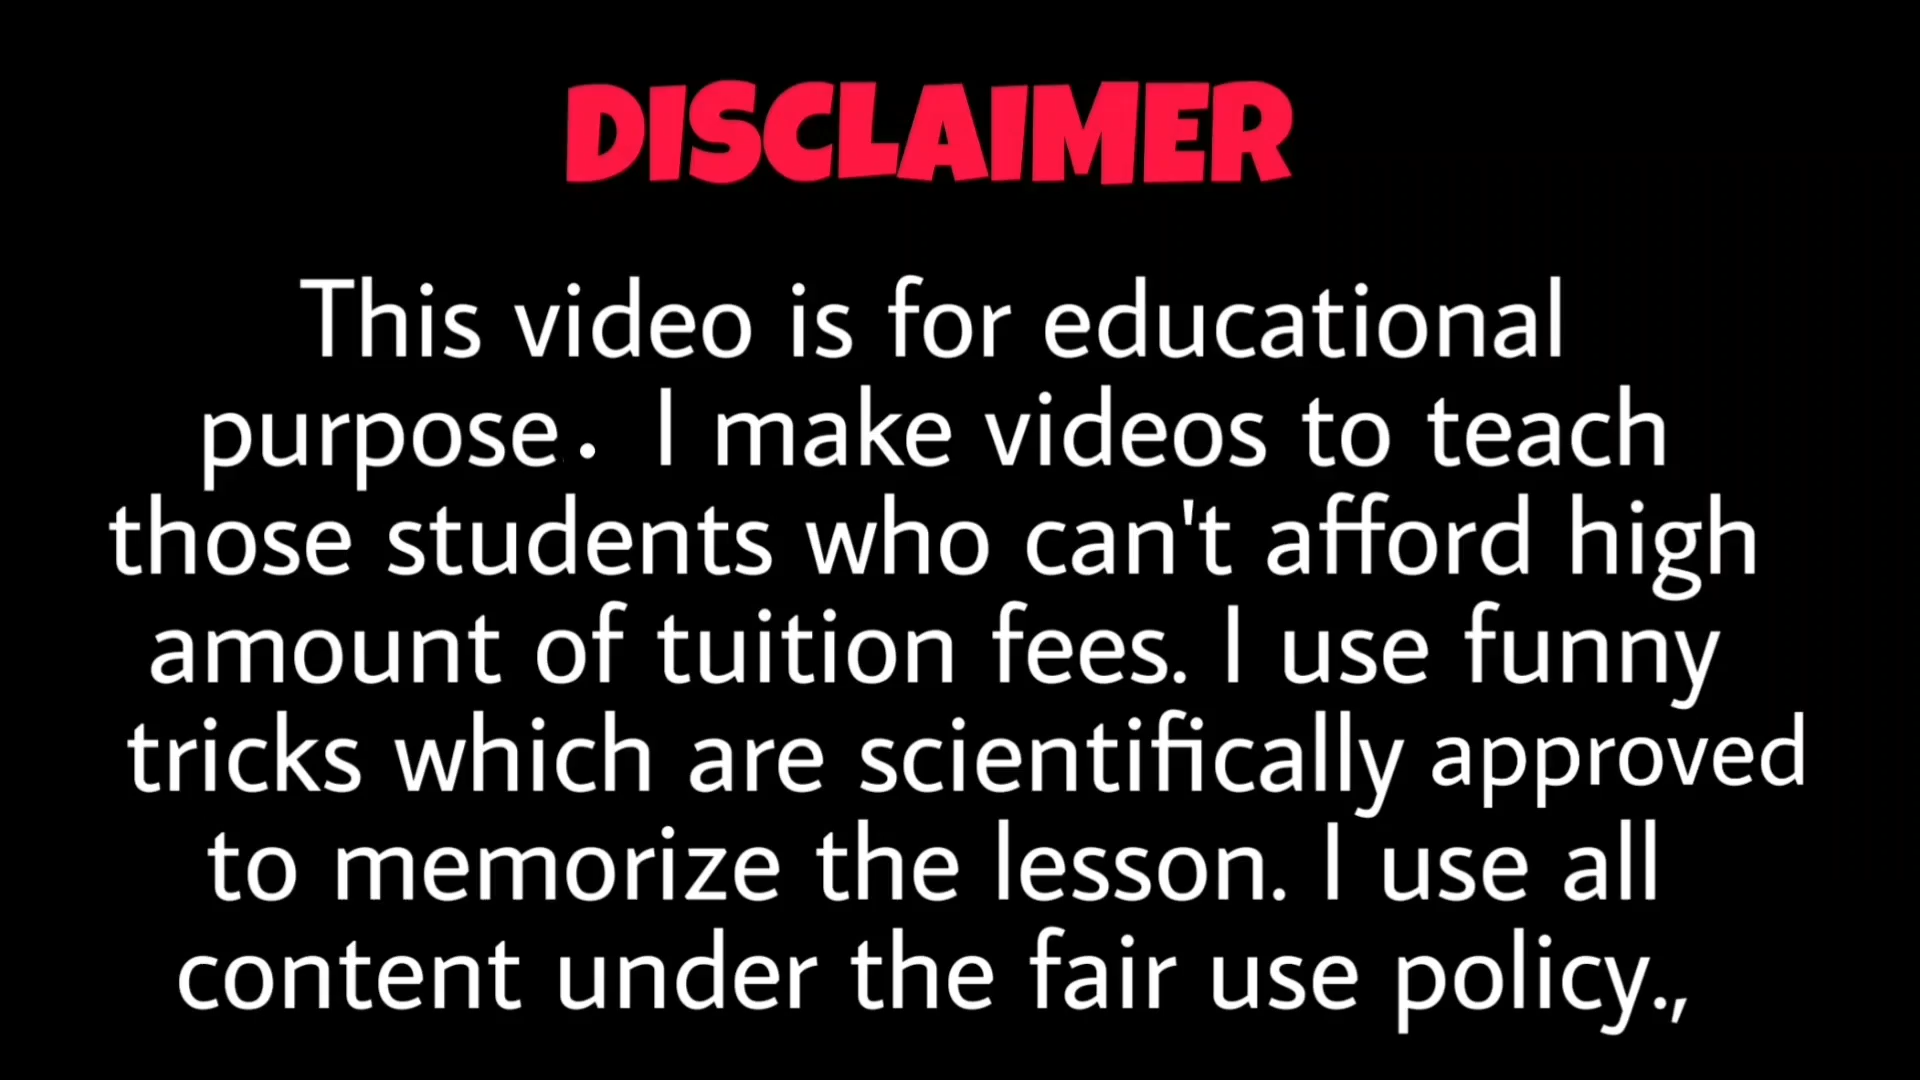 DISCLAIMER
This video is for educational
purpose. I make videos to teach
those students who can't afford high
amount of tuition fees. I use funny
tricks which are scientifically approved
to memorize the lesson. I use all
content under the fair use policy.,